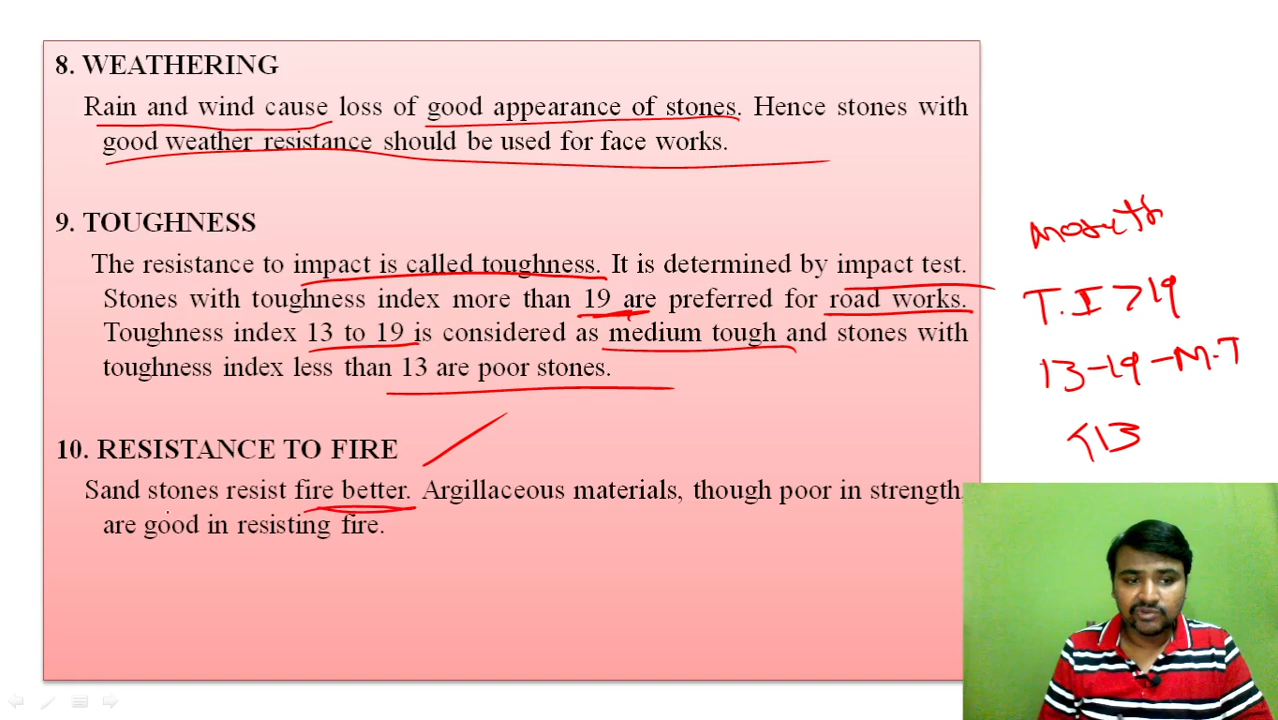 8. WEATHERING
Rain and wind cause loss of good appearance of stones. Hence stones with
good weather resistance should be used for face works.
9. TOUGHNESS
The resistance to impact is called toughness. It is determined by impact test.
Stones with toughness index more than 19 are preferred for road works.
Toughness index 13 to 19 is considered as medium tough and stones with
toughness index less than 13 are poor stones.
10. RESISTANCE TO FIRE
Sand stones resist fire better. Argillaceous materials, though poor in strength,
are good in resisting fire.
T.I >19
13-19-M.T
<13